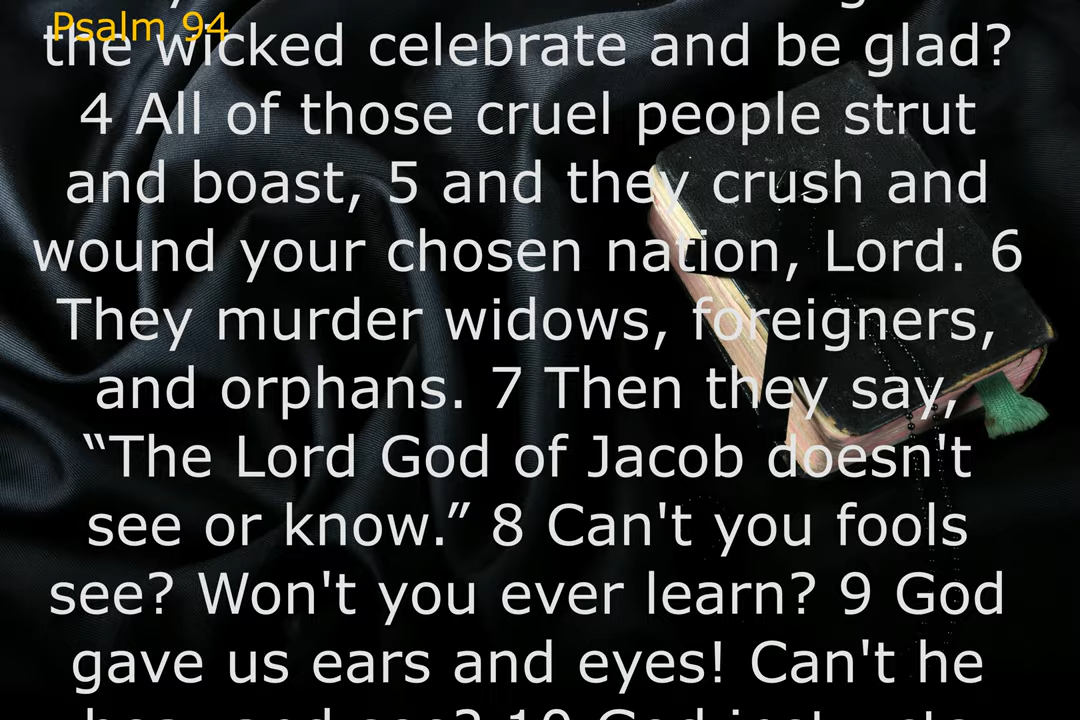 Psalm 94
the wicked celebrate and be glad?
4 All of those cruel people strut
and boast, 5 and they crush and
wound your chosen nation, Lord. 6
They murder widows, foreigners,
and orphans. 7 Then they say,
“The Lord God of Jacob doesn't
see or know.” 8 Can't you fools
see? Won't you ever learn? 9 God
gave us ears and eyes! Can't he